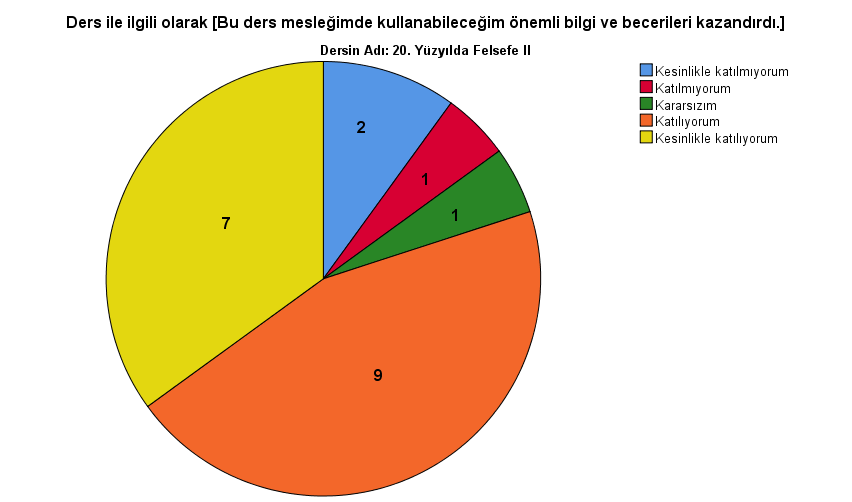 Ders ile ilgili olarak [Bu ders mesleğimde kullanabileceğim önemli bilgi ve becerileri kazandırdı.]
Dersin Adı: 20. Yüzyılda Felsefe II
Kesinlikle katılmıyorum
Katılmıyorum
Kararsızım
Katılıyorum
Kesinlikle katılıyorum
2
1
1
7
9